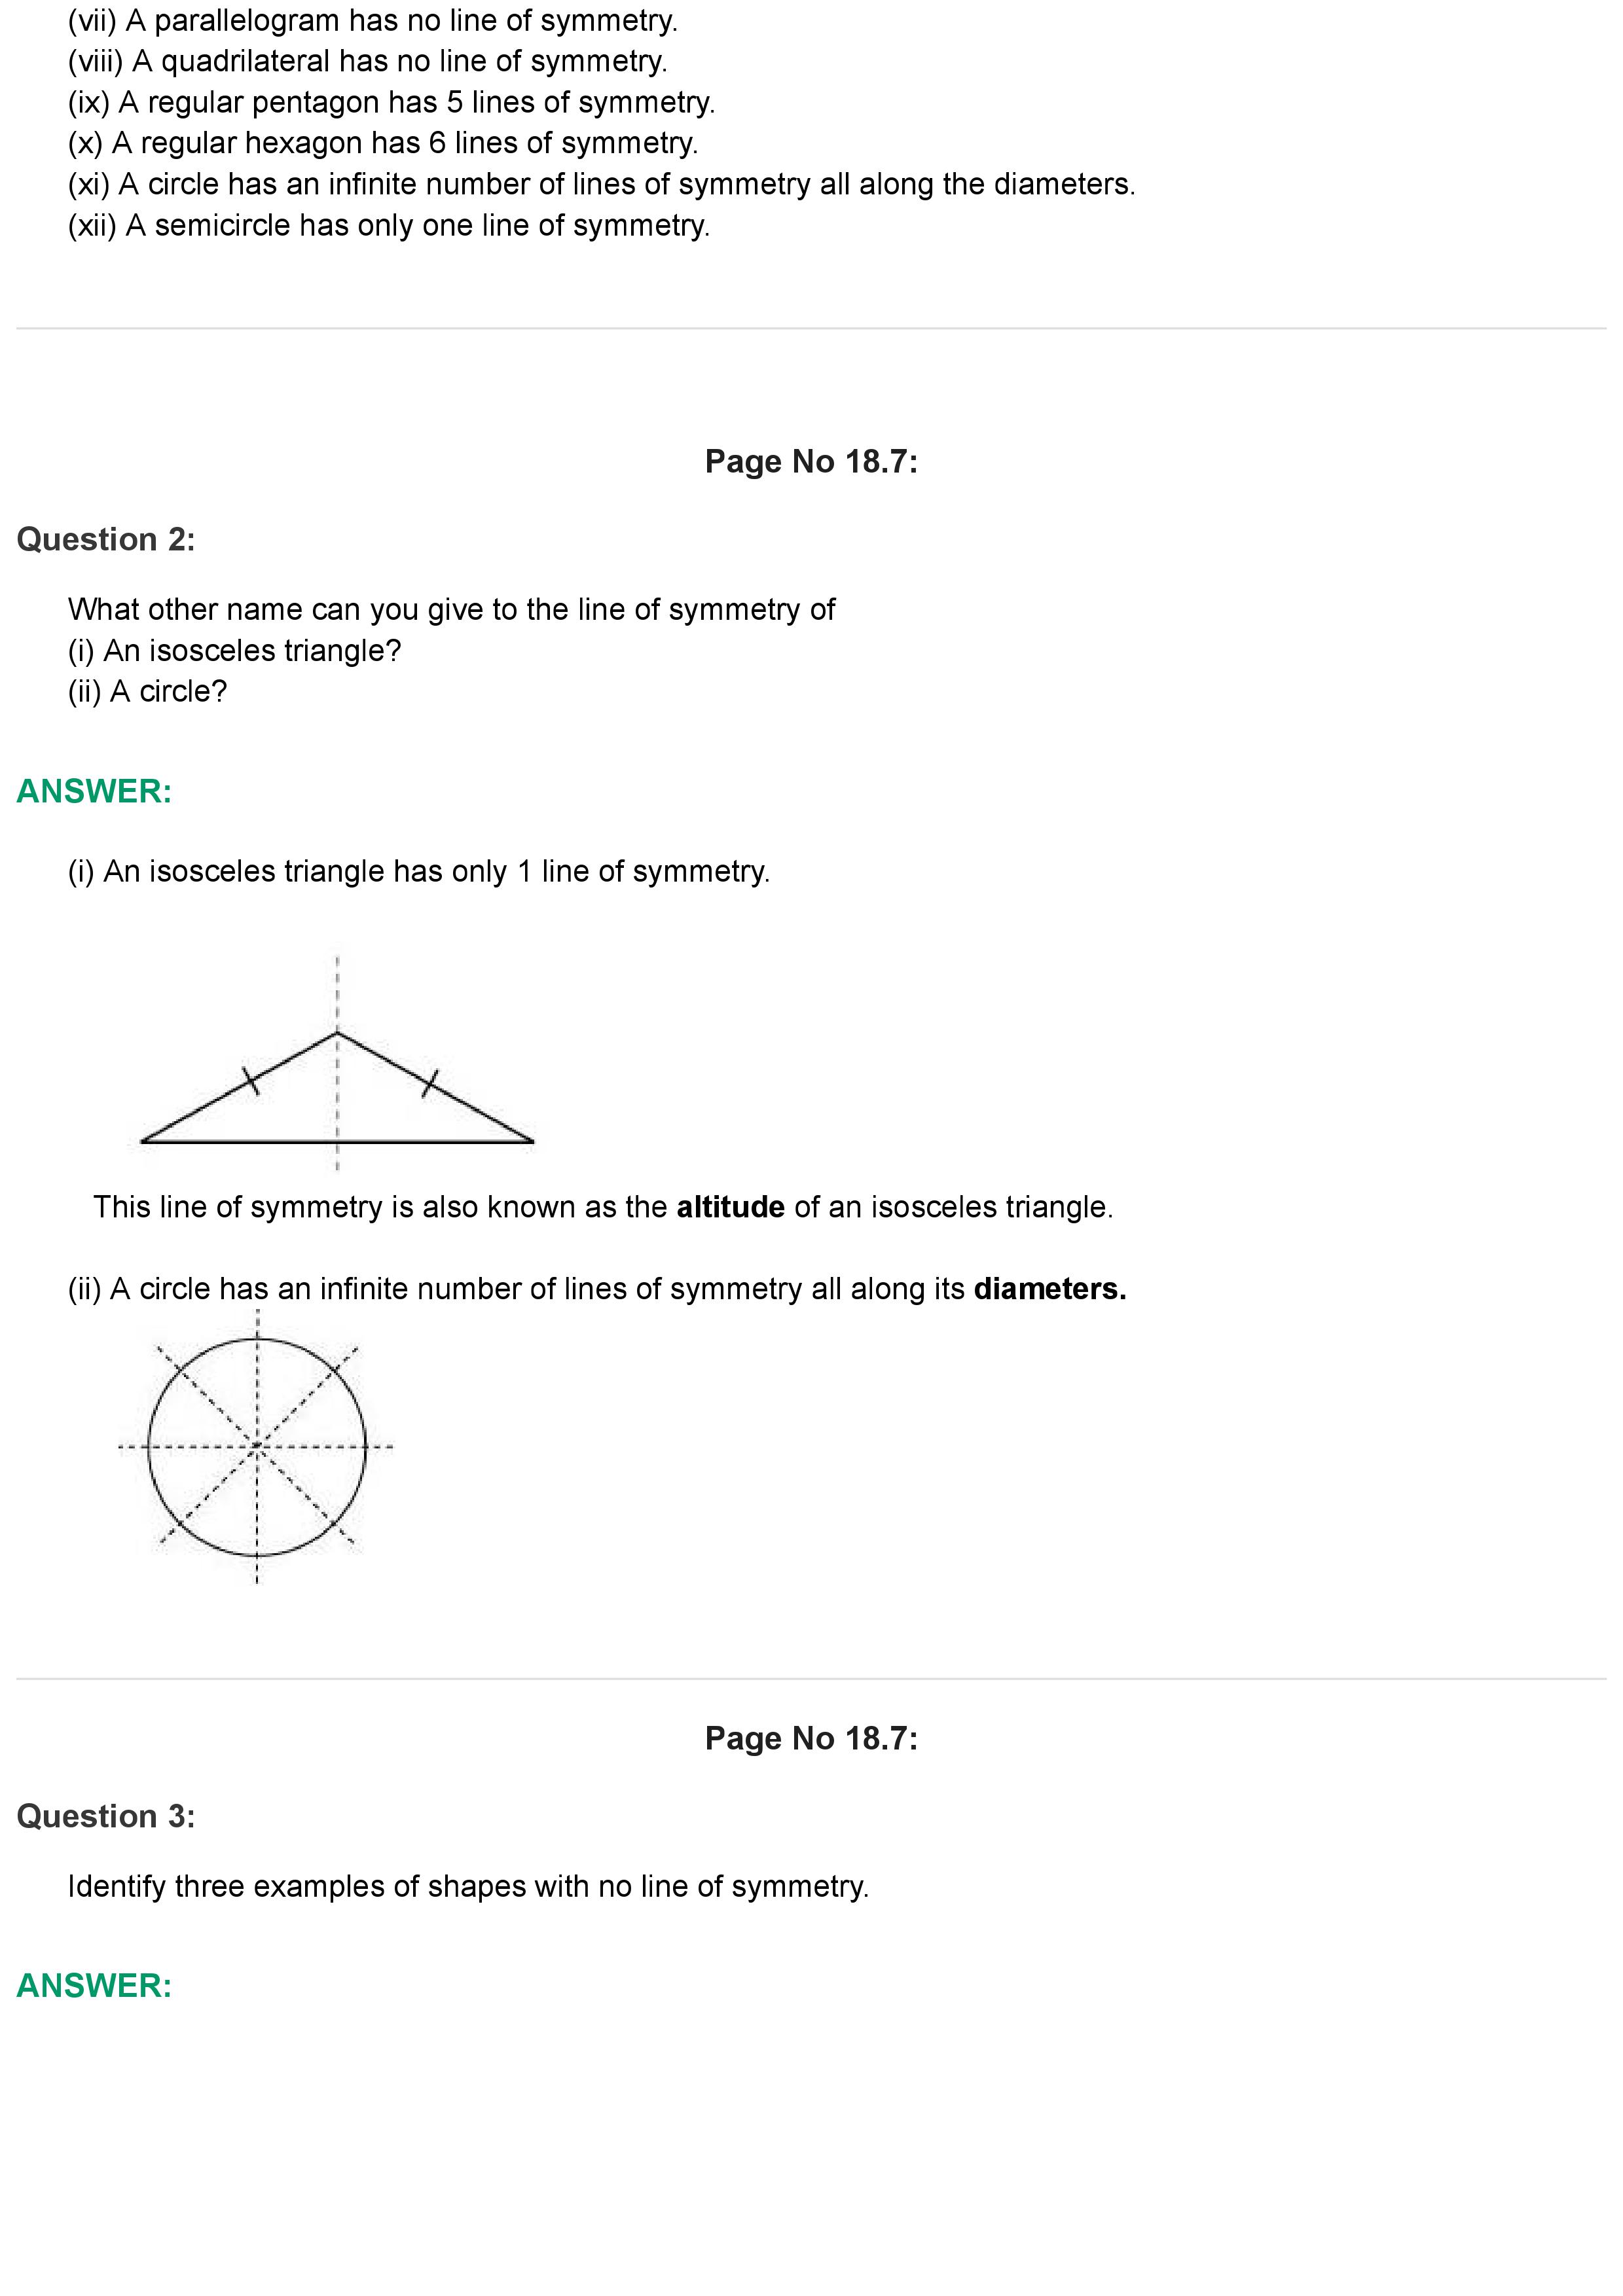 (vii) A parallelogram has no line of symmetry.
(viii) A quadrilateral has no line of symmetry.
(ix) A regular pentagon has 5 lines of symmetry.
(x) A regular hexagon has 6 lines of symmetry.
(xi) A circle has an infinite number of lines of symmetry all along the diameters.
(xii) A semicircle has only one line of symmetry.
Page No 18.7:
Question 2:
What other name can you give to the line of symmetry of
(i) An isosceles triangle?
(ii) A circle?
ANSWER:
(i) An isosceles triangle has only 1 line of symmetry.
This line of symmetry is also known as the altitude of an isosceles triangle.
(ii) A circle has an infinite number of lines of symmetry all along its diameters.
Page No 18.7:
Question 3:
Identify three examples of shapes with no line of symmetry.
ANSWER: